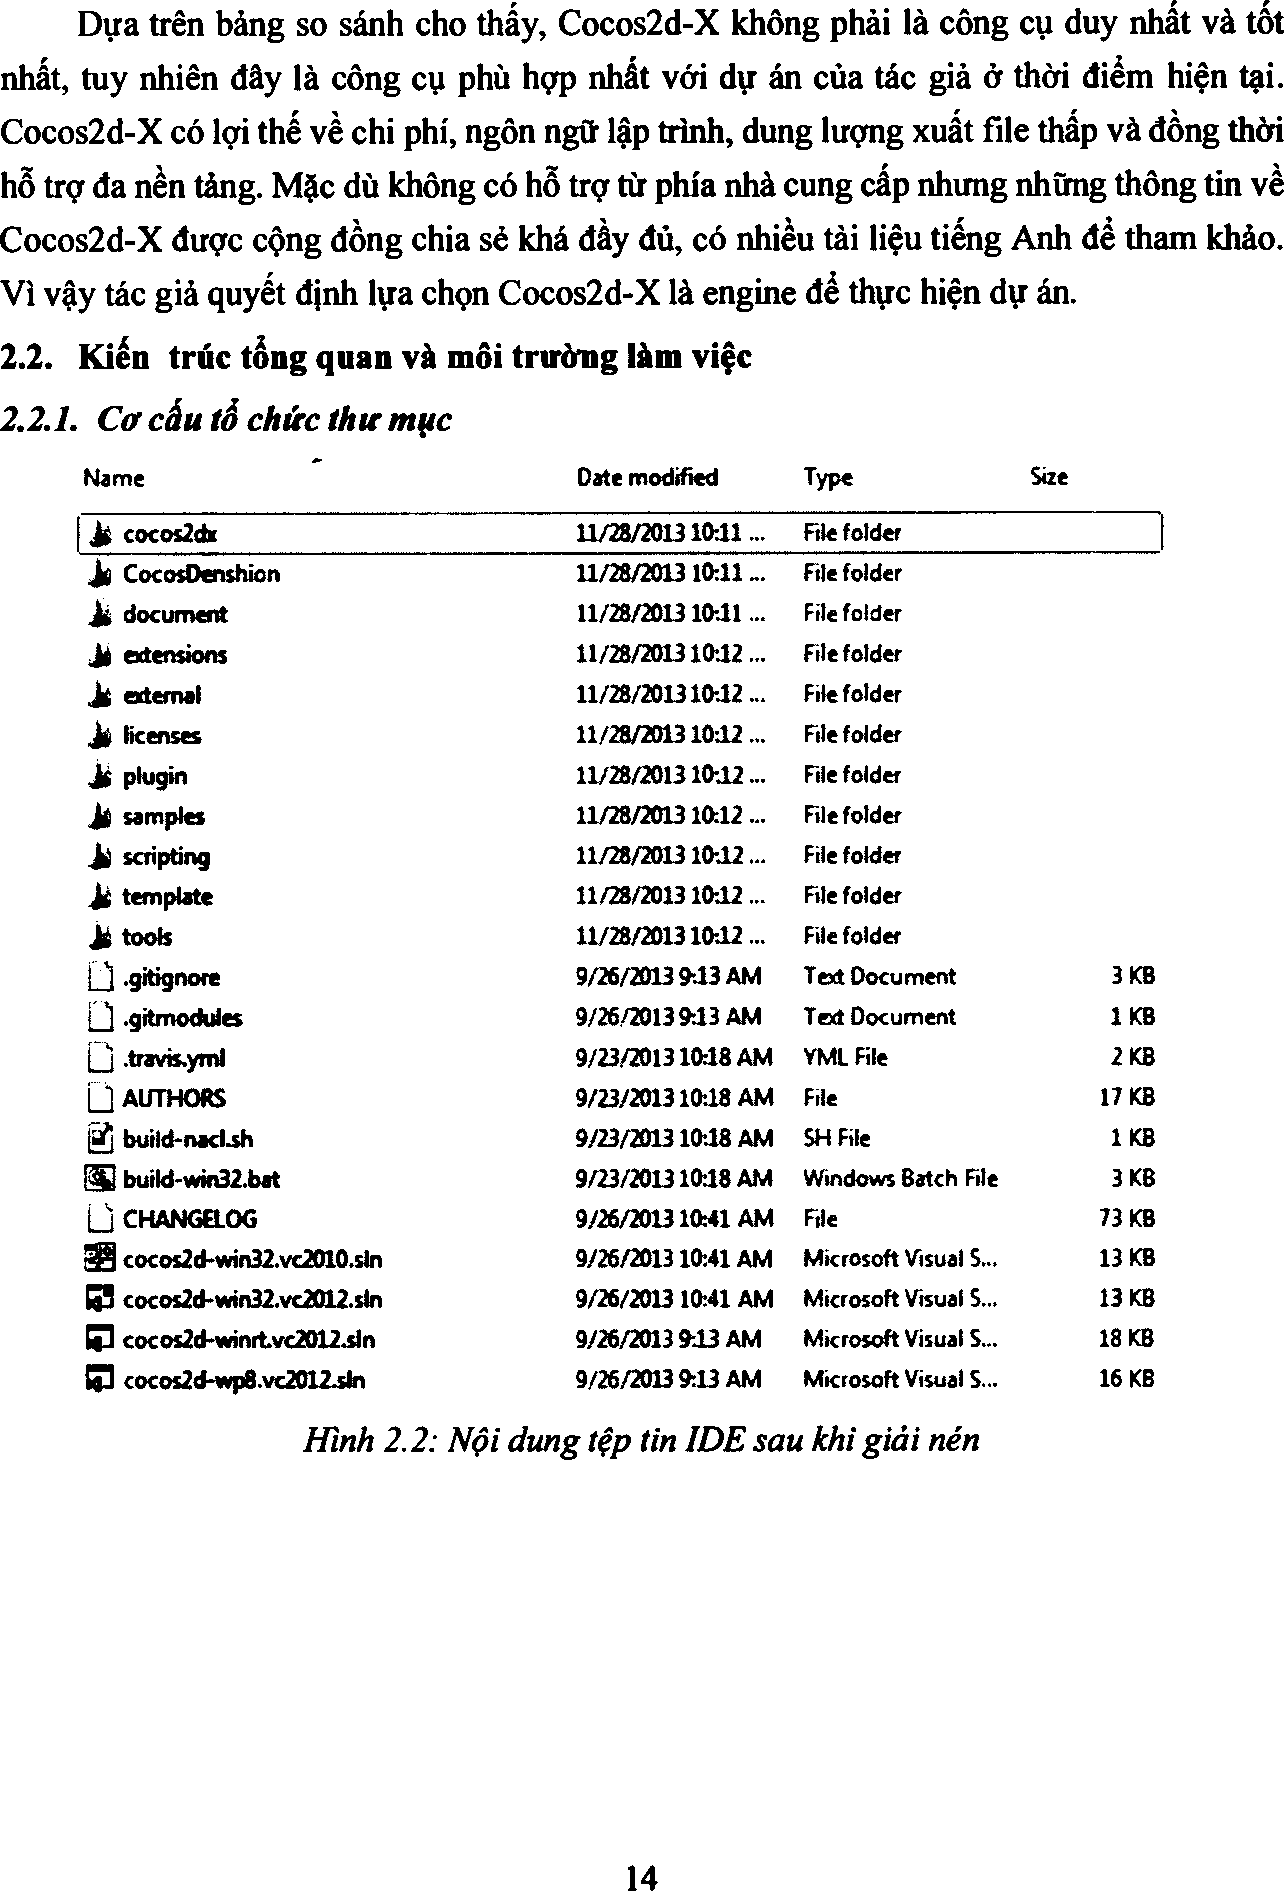 Dựa trên bảng so sánh cho thấy, Cocos2d-X không phải là công cụ duy nhất và tốt
nhất, tuy nhiên đây là công cụ phù hợp nhất với dự án của tác giả ở thời điểm hiện tại.
Cocos2d-X có lợi thế về chi phí, ngôn ngữ lập trình, dung lượng xuất file thấp và đồng thời
hỗ trợ đa nền tảng. Mặc dù không có hỗ trợ từ phía nhà cung cấp nhưng những thông tin về
Cocos2d-X được cộng đồng chia sẻ khá đầy đủ, có nhiều tài liệu tiếng Anh để tham khảo.
Vì vậy tác giả quyết định lựa chọn Cocos2d-X là engine để thực hiện dự án.
2.2. Kiến trúc tổng quan và môi trường làm việc
2.2.1. Cơ cấu tổ chức thư mục
Name Date modified Type Size
cocos2dx 11/28/2013 10:11 ... File folder
CocosDenshion 11/28/2013 10:11 ... File folder
document 11/28/2013 10:11 ... File folder
extensions 11/28/2013 10:12 ... File folder
external 11/28/2013 10:12 ... File folder
licenses 11/28/2013 10:12 ... File folder
plugin 11/28/2013 10:12 ... File folder
samples 11/28/2013 10:12 ... File folder
scripting 11/28/2013 10:12 ... File folder
template 11/28/2013 10:12 ... File folder
tools 11/28/2013 10:12 ... File folder
.gitignore 9/26/2013 9:13 AM Text Document 3 KB
.gitmodules 9/26/2013 9:13 AM Text Document 1 KB
.travis.yml 9/23/2013 10:18 AM YML File 2 KB
AUTHORS 9/23/2013 10:18 AM File 17 KB
build-nacl.sh 9/23/2013 10:18 AM SH File 1 KB
build-win32.bat 9/23/2013 10:18 AM Windows Batch File 3 KB
CHANGELOG 9/26/2013 10:41 AM File 73 KB
cocos2d-win32.vc2010.sln 9/26/2013 10:41 AM Microsoft Visual S... 13 KB
cocos2d-win32.vc2012.sln 9/26/2013 10:41 AM Microsoft Visual S... 13 KB
cocos2d-winrt.vc2012.sln 9/26/2013 9:13 AM Microsoft Visual S... 18 KB
cocos2d-wp8.vc2012.sln 9/26/2013 9:13 AM Microsoft Visual S... 16 KB
Hình 2.2: Nội dung tệp tin IDE sau khi giải nén
14